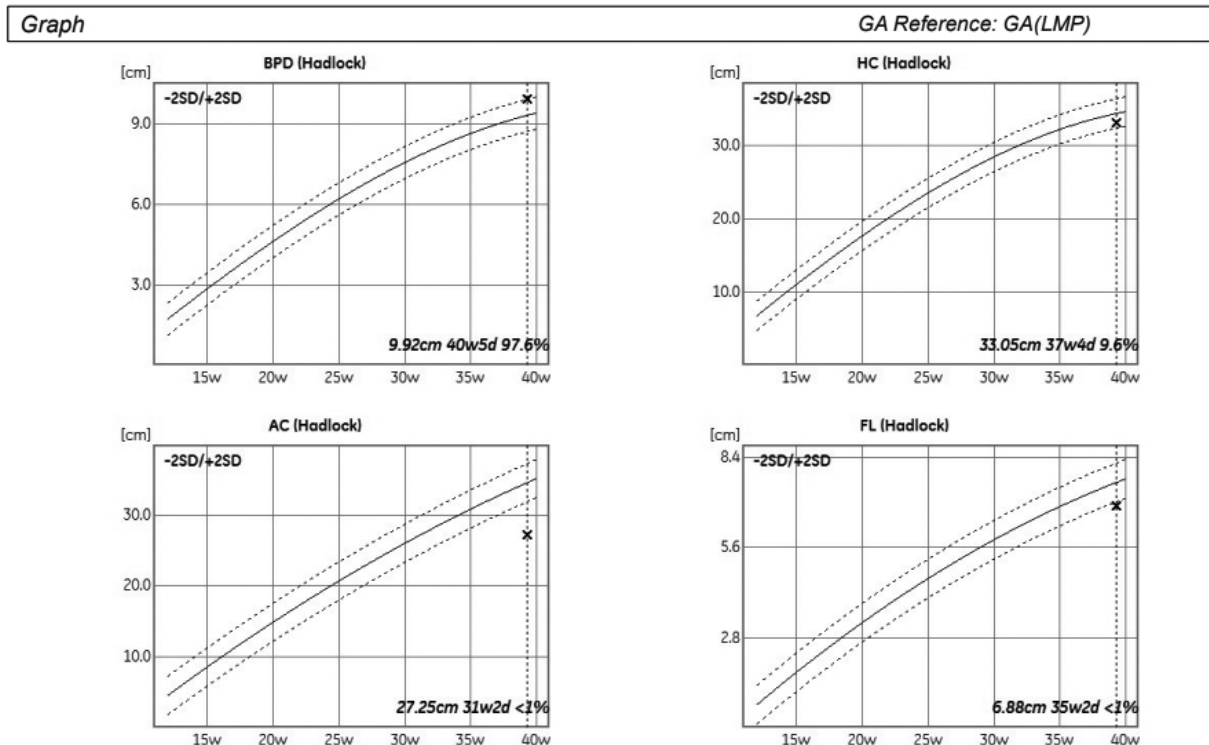 Graph GA Reference: GA(LMP)
BPD (Hadlock)
[cm]
-2SD/+2SD
9.0
6.0
3.0
9.92cm 40w5d 97.6%
15w 20w 25w 30w 35w 40w
HC (Hadlock)
[cm]
-2SD/+2SD
30.0
20.0
10.0
33.05cm 37w4d 9.6%
15w 20w 25w 30w 35w 40w
AC (Hadlock)
[cm]
-2SD/+2SD
30.0
20.0
10.0
27.25cm 31w2d <1%
15w 20w 25w 30w 35w 40w
FL (Hadlock)
[cm]
8.4
-2SD/+2SD
5.6
2.8
6.88cm 35w2d <1%
15w 20w 25w 30w 35w 40w